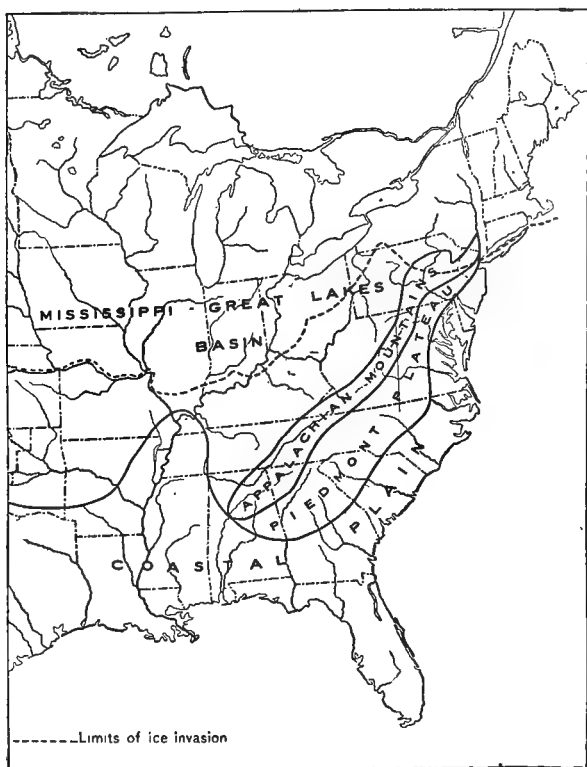 MISSISSIPPI - GREAT LAKES
BASIN
APPALACHIAN MOUNTAINS
PIEDMONT PLATEAU
COASTAL PLAIN
Limits of ice invasion